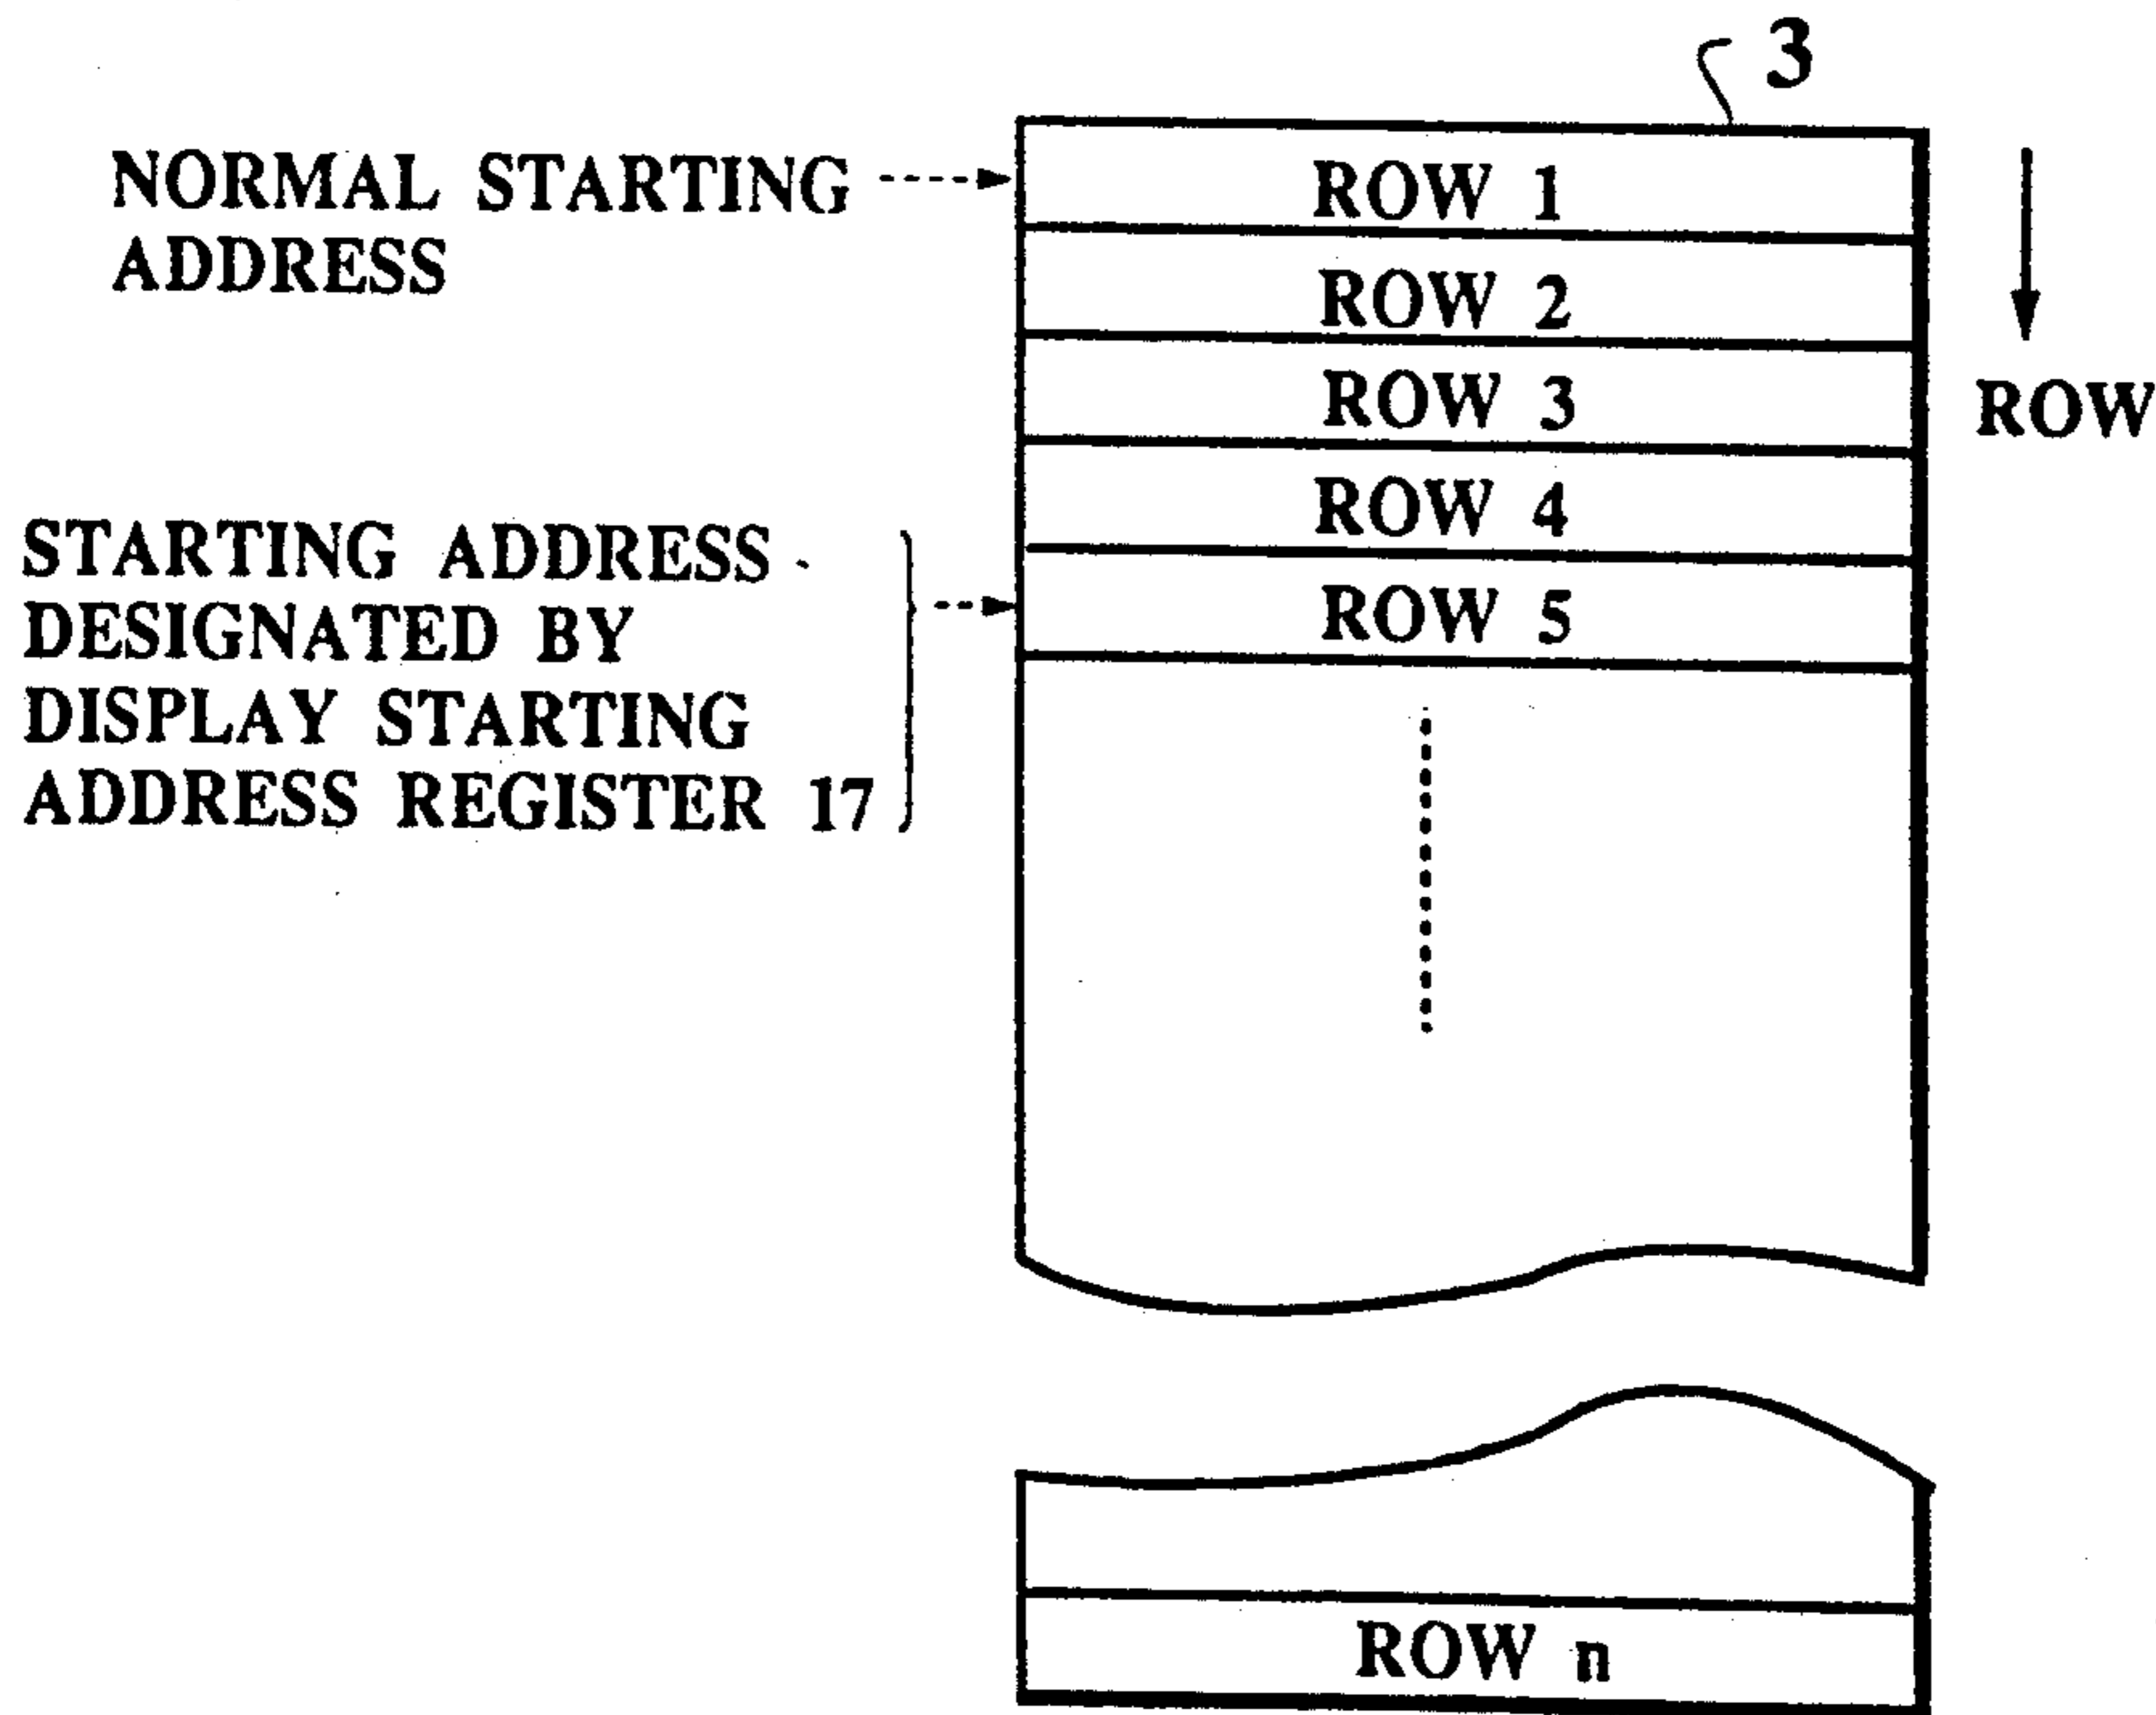 3
NORMAL STARTING
ADDRESS
ROW 1
ROW 2
ROW 3
ROW
ROW 4
STARTING ADDRESS
DESIGNATED BY
DISPLAY STARTING
ADDRESS REGISTER 17
ROW 5
ROW n